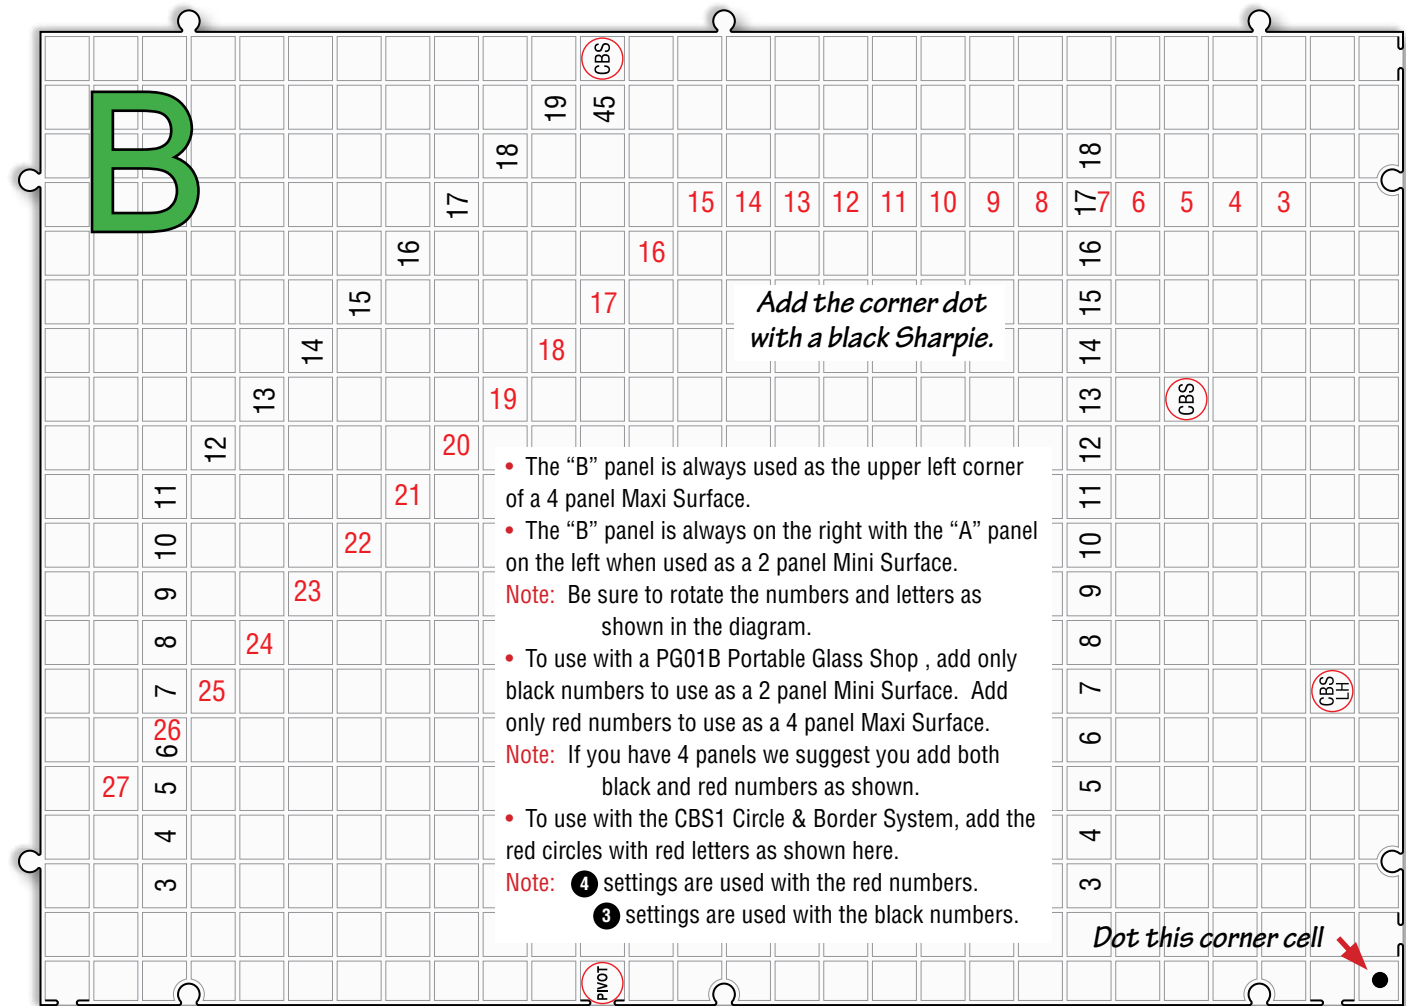 CBS
B
19 45
18 18
17
15 14 13 12 11 10 9 8 17 7 6 5 4 3
16 16 16
15 17 15
Add the corner dot
with a black Sharpie.
14 18 14
13 19 13 CBS
12 20 12
11 21 11
10 22 10
9 23 9
8 24 8
7 25 7 CBS LH
26
6 6
27 5 5
4 4
3 3
• The “B” panel is always used as the upper left corner
of a 4 panel Maxi Surface.
• The “B” panel is always on the right with the “A” panel
on the left when used as a 2 panel Mini Surface.
Note: Be sure to rotate the numbers and letters as
shown in the diagram.
• To use with a PG01B Portable Glass Shop , add only
black numbers to use as a 2 panel Mini Surface. Add
only red numbers to use as a 4 panel Maxi Surface.
Note: If you have 4 panels we suggest you add both
black and red numbers as shown.
• To use with the CBS1 Circle & Border System, add the
red circles with red letters as shown here.
Note: 4 settings are used with the red numbers.
3 settings are used with the black numbers.
Dot this corner cell
PIVOT